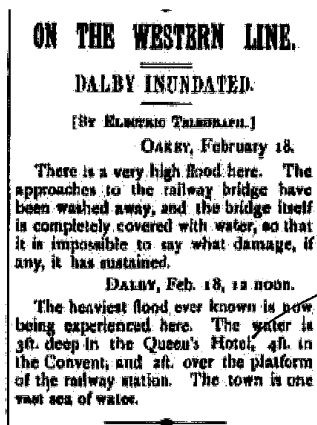 ON THE WESTERN LINE.
DALBY INUNDATED.
[BY ELECTRIC TELEGRAPH.]
OAKEY, February 18.
There is a very high flood here. The
approaches to the railway bridge have
been washed away, and the bridge itself
is completely covered with water, so that
it is impossible to say what damage, if
any, it has sustained.
DALBY, Feb. 18, 12 noon.
The heaviest flood ever known is now
being experienced here. The water is
3ft. deep in the Queen's Hotel, 4ft. in
the Convent, and 2ft. over the platform
of the railway station. The town is one
vast sea of water.